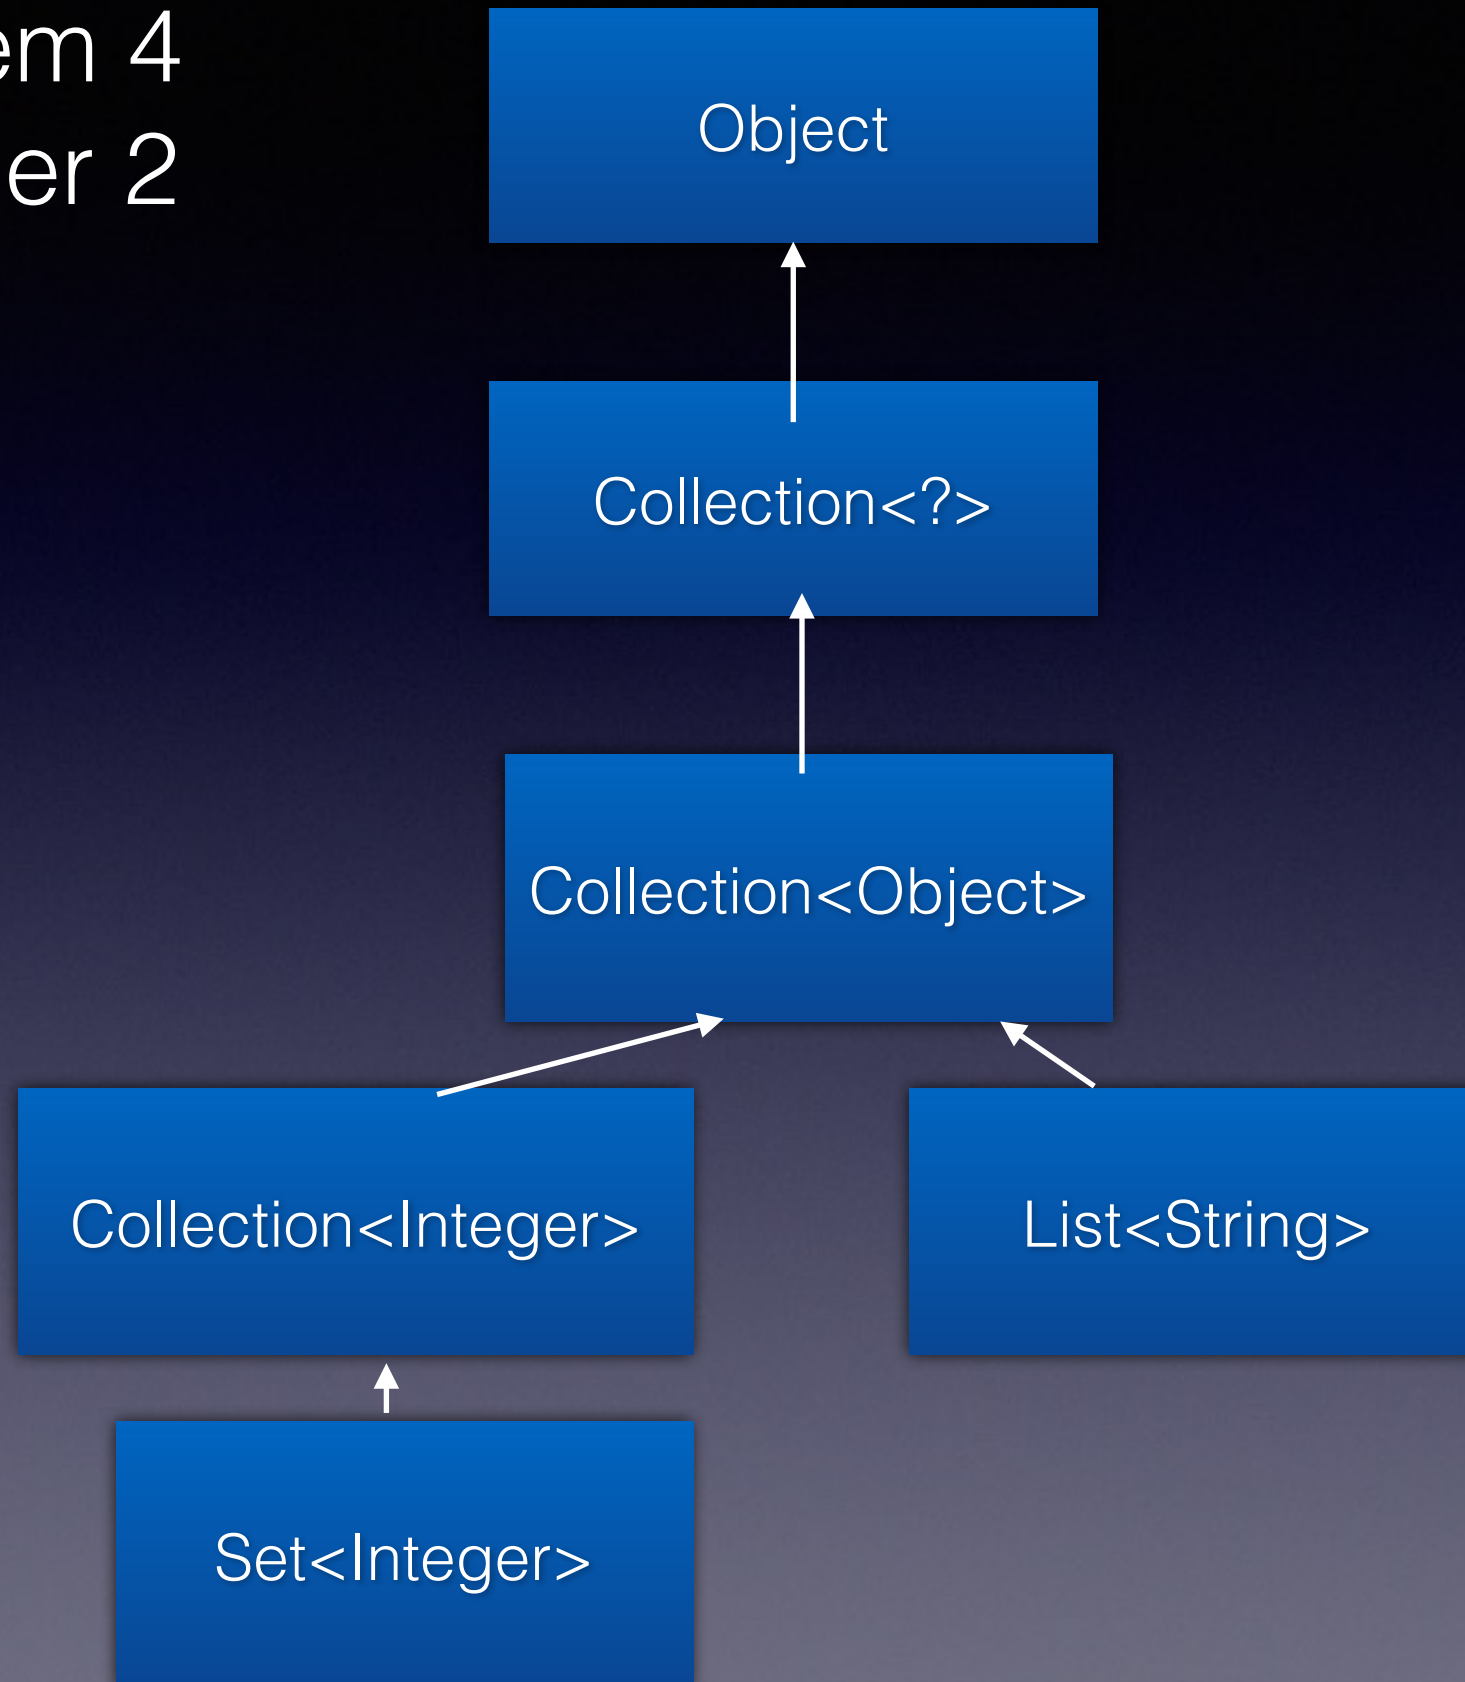 em 4
er 2
Object
Collection<?>
Collection<Object>
Collection<Integer>
List<String>
Set<Integer>